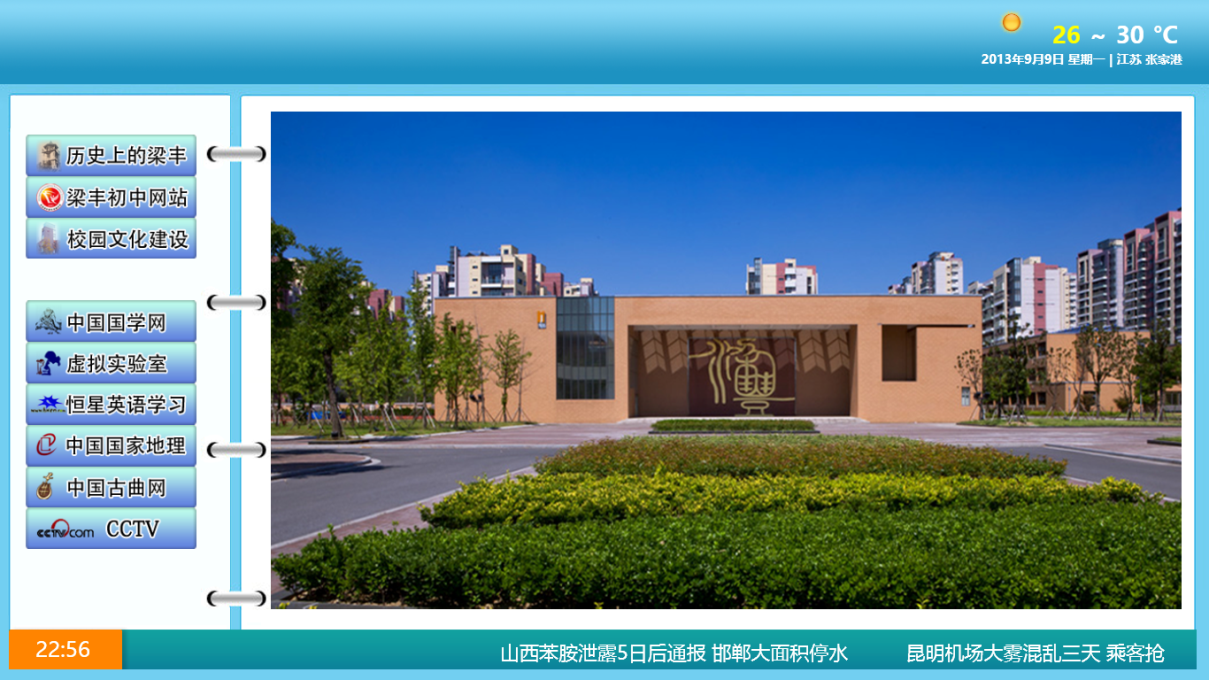 26 ~ 30 ℃
2013年9月9日 星期一 | 江苏 张家港
历史上的梁丰
梁丰初中网站
校园文化建设
中国国学网
虚拟实验室
恒星英语学习
中国国家地理
中国古曲网
cctv.com CCTV
22:56
山西苯胺泄露5日后通报 邯郸大面积停水 昆明机场大雾混乱三天 乘客抢